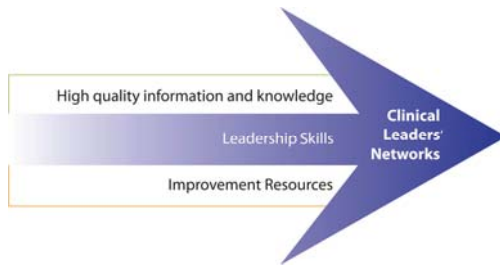 High quality information and knowledge
Leadership Skills
Improvement Resources
Clinical
Leaders'
Networks